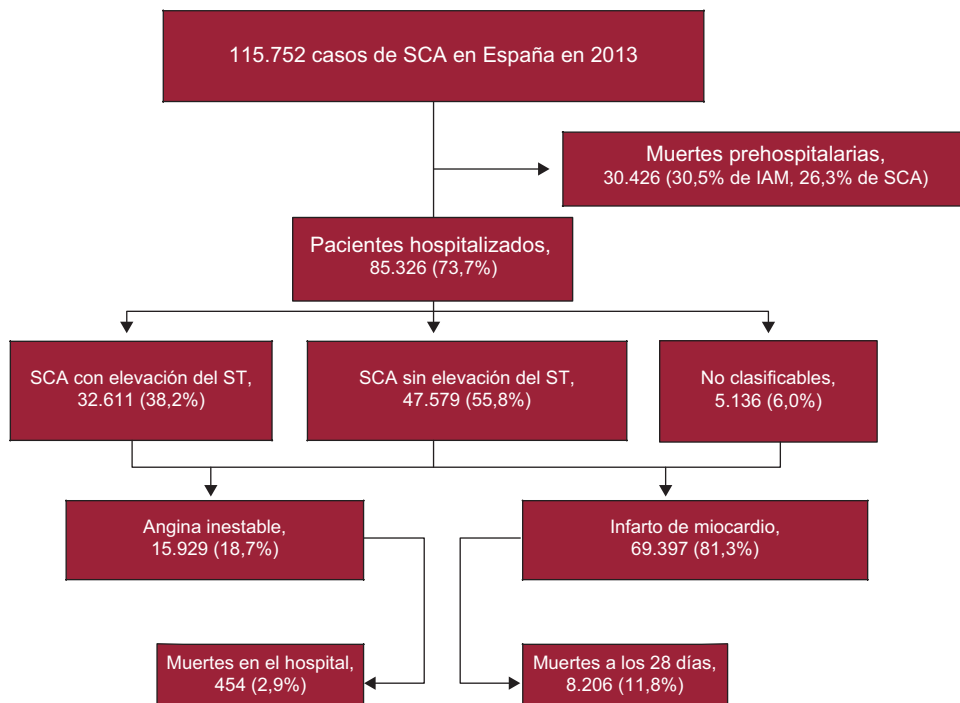 115.752 casos de SCA en España en 2013
Muertes prehospitalarias,
30.426 (30,5% de IAM, 26,3% de SCA)
Pacientes hospitalizados,
85.326 (73,7%)
SCA con elevación del ST,
32.611 (38,2%)
SCA sin elevación del ST,
47.579 (55,8%)
No clasificables,
5.136 (6,0%)
Angina inestable,
15.929 (18,7%)
Infarto de miocardio,
69.397 (81,3%)
Muertes en el hospital,
454 (2,9%)
Muertes a los 28 días,
8.206 (11,8%)